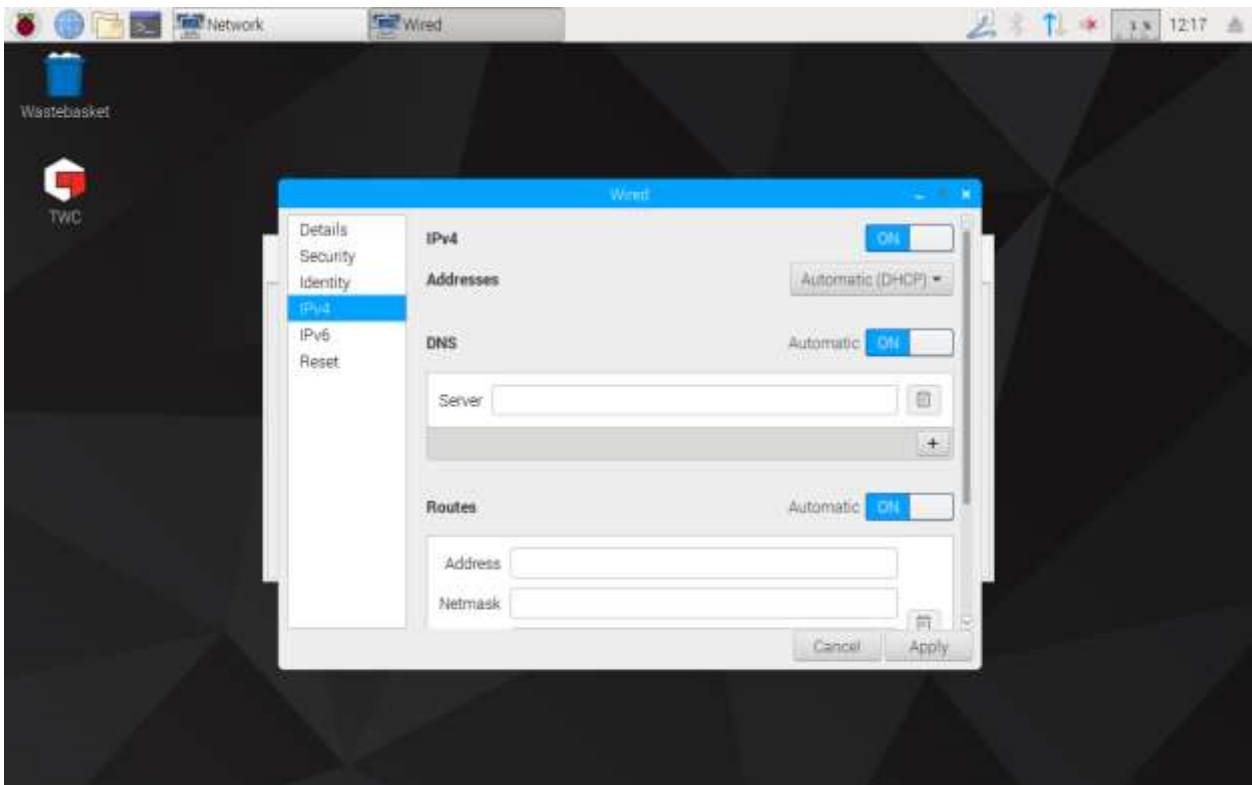 Network
Wired
12:17
Wastebasket
TWC
Wired
Details
Security
Identity
IPv4
IPv6
Reset
IPv4
ON
Addresses
Automatic (DHCP)
DNS
Automatic
ON
Server
+
Routes
Automatic
ON
Address
Netmask
Cancel
Apply